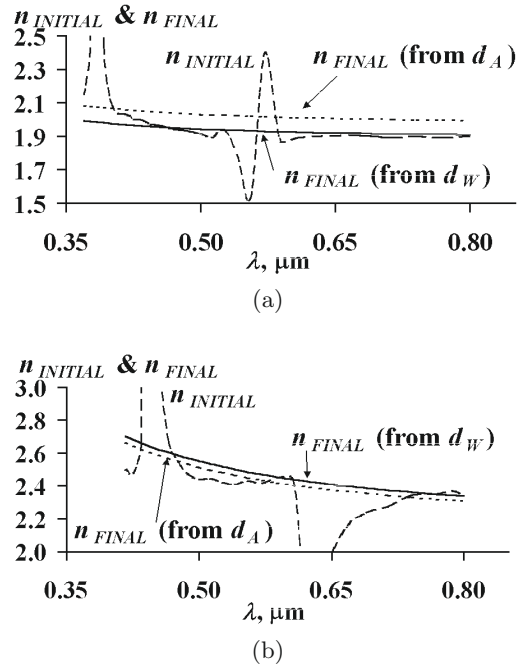 n INITIAL & n FINAL
2.5
2.3
2.1
1.9
1.7
1.5
n INITIAL
n FINAL (from d A)
n FINAL (from d W)
0.35 0.50 0.65 0.80
λ, μm
(a)
n INITIAL & n FINAL
3.0
2.8
2.6
2.4
2.2
2.0
n INITIAL
n FINAL (from d W)
n FINAL (from d A)
0.35 0.50 0.65 0.80
λ, μm
(b)